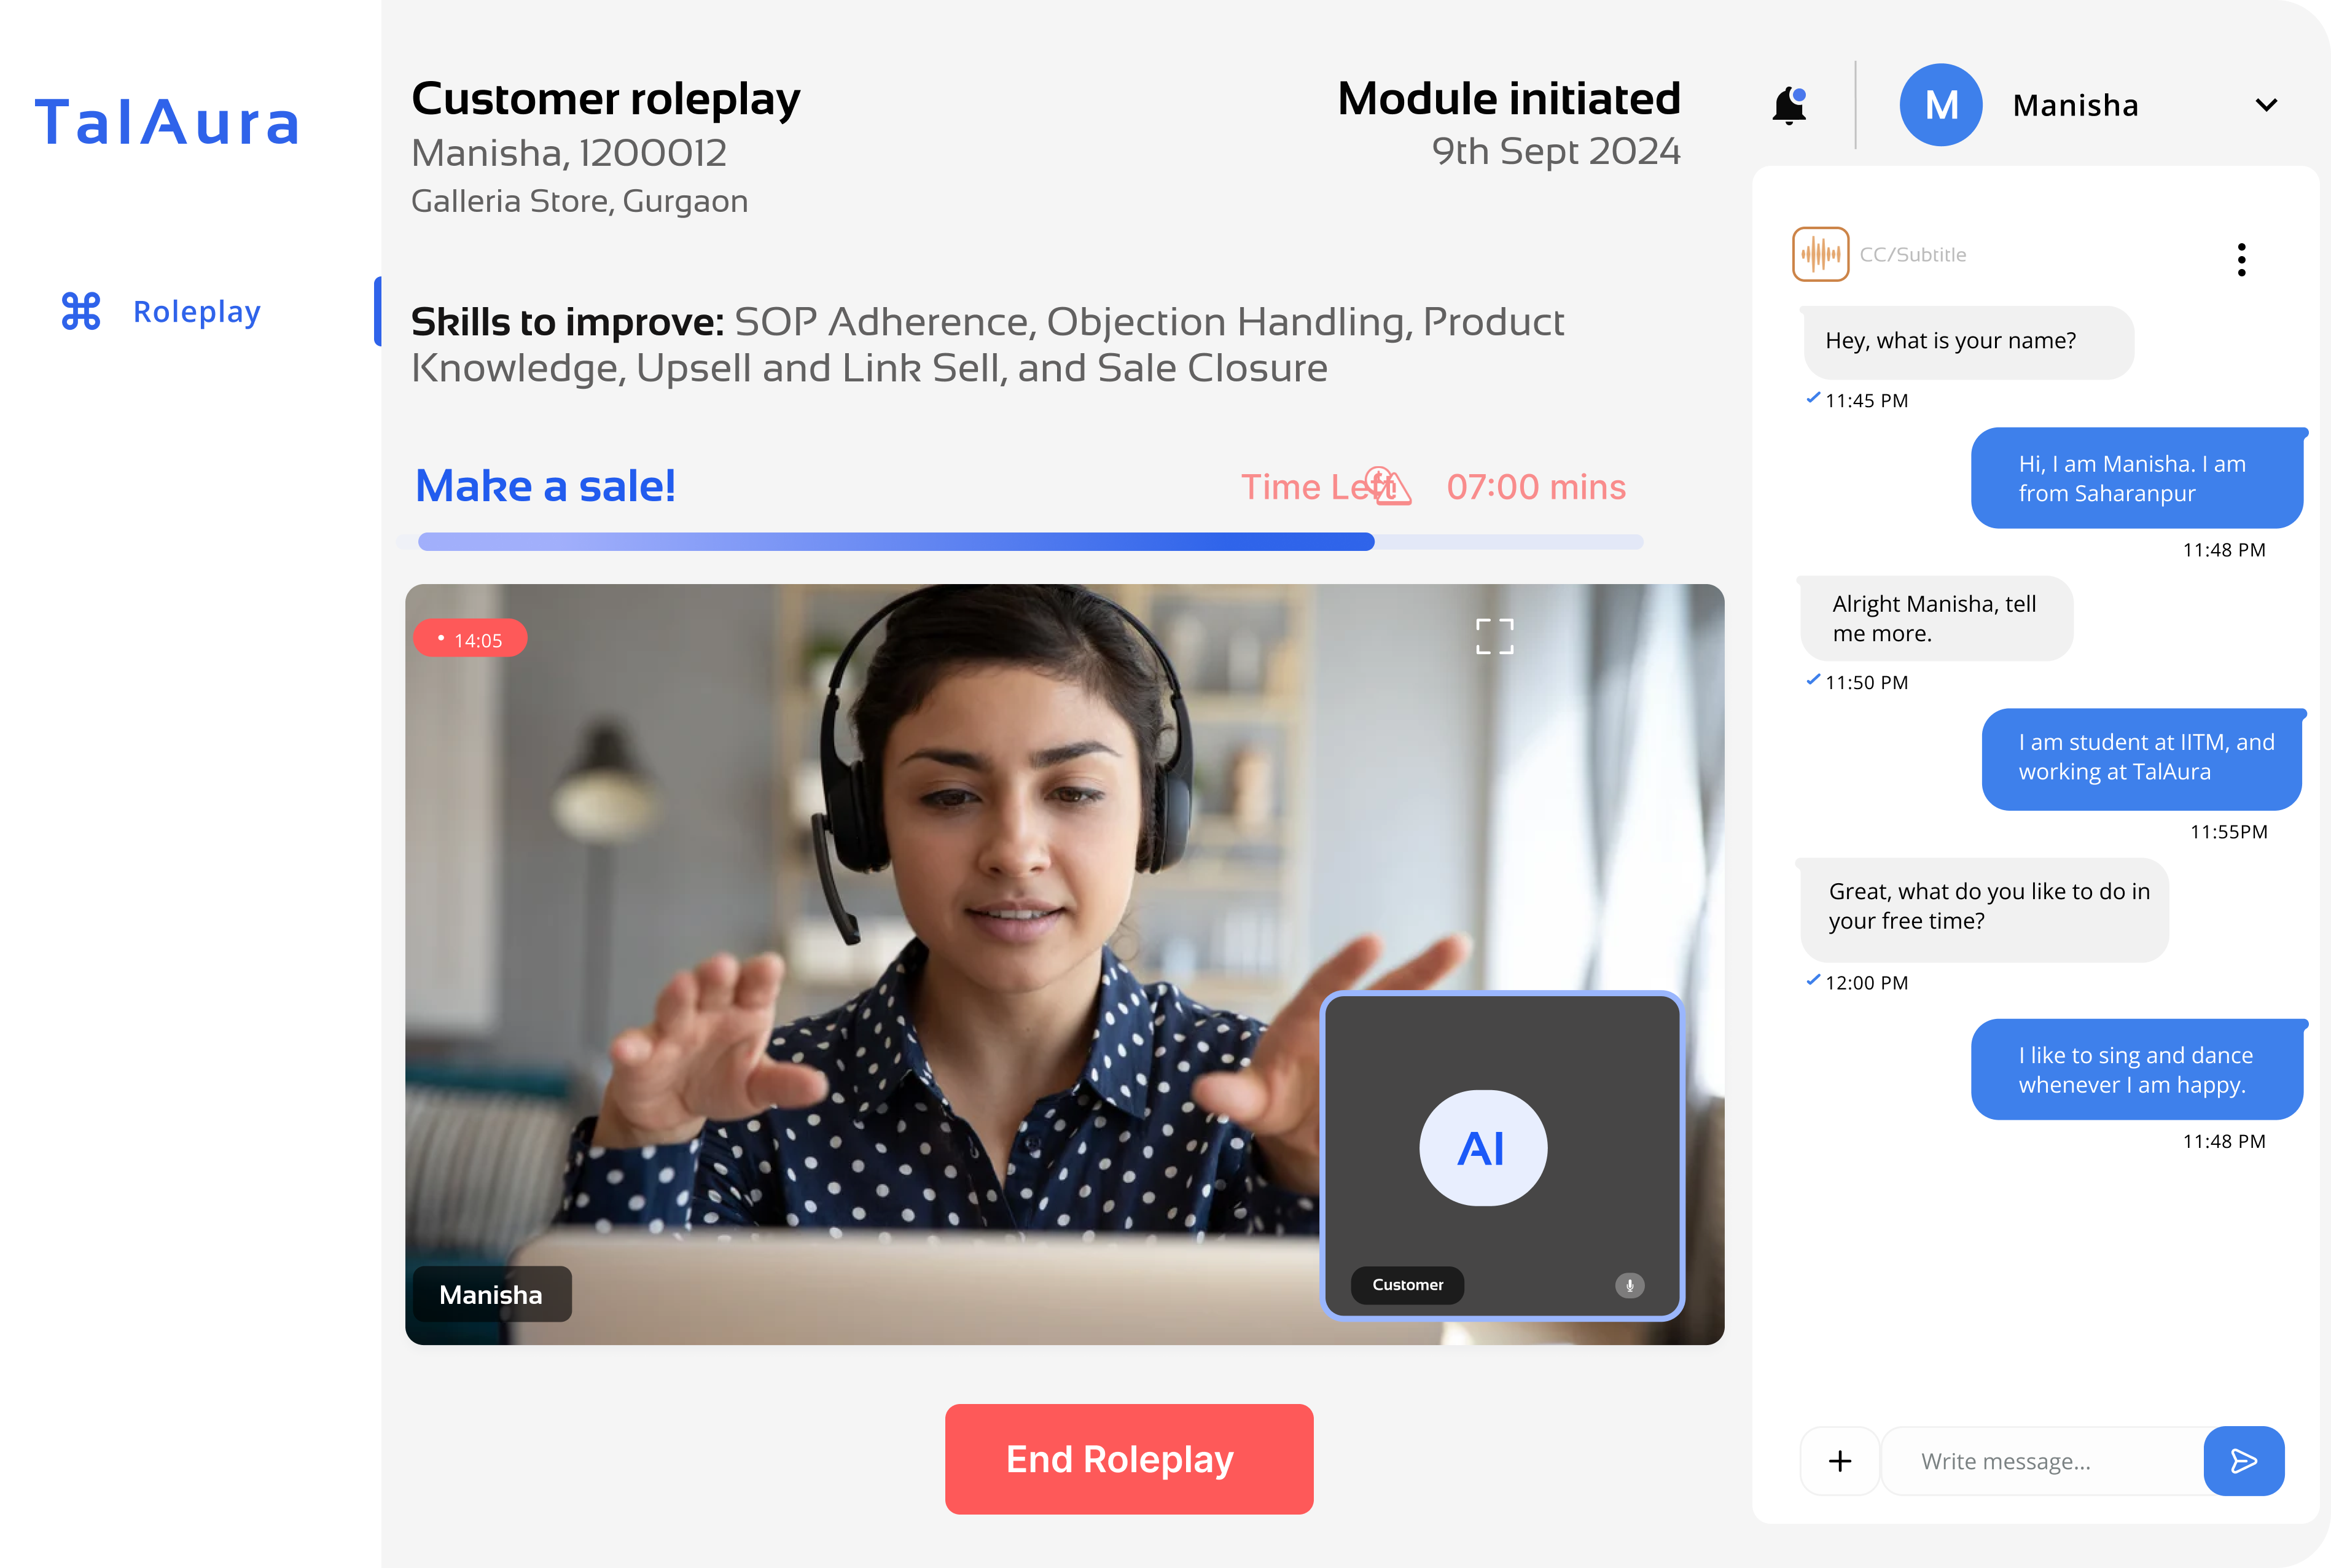 TalAura
Roleplay
Customer roleplay
Manisha, 1200012
Galleria Store, Gurgaon
Module initiated
9th Sept 2024
M
Manisha
Skills to improve: SOP Adherence, Objection Handling, Product
Knowledge, Upsell and Link Sell, and Sale Closure
Make a sale!
Time Left
07:00 mins
14:05
Manisha
AI
Customer
End Roleplay
CC/Subtitle
Hey, what is your name?
11:45 PM
Hi, I am Manisha. I am
from Saharanpur
11:48 PM
Alright Manisha, tell
me more.
11:50 PM
I am student at IITM, and
working at TalAura
11:55PM
Great, what do you like to do in
your free time?
12:00 PM
I like to sing and dance
whenever I am happy.
11:48 PM
Write message...